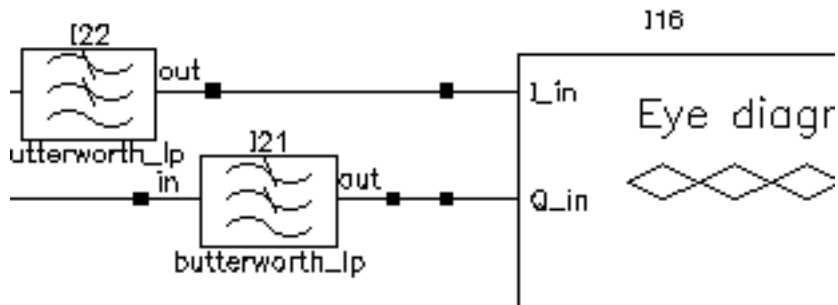 I16
I22
out
I_in
Eye diagr
utterworth_lp
I21
in
out
Q_in
butterworth_lp